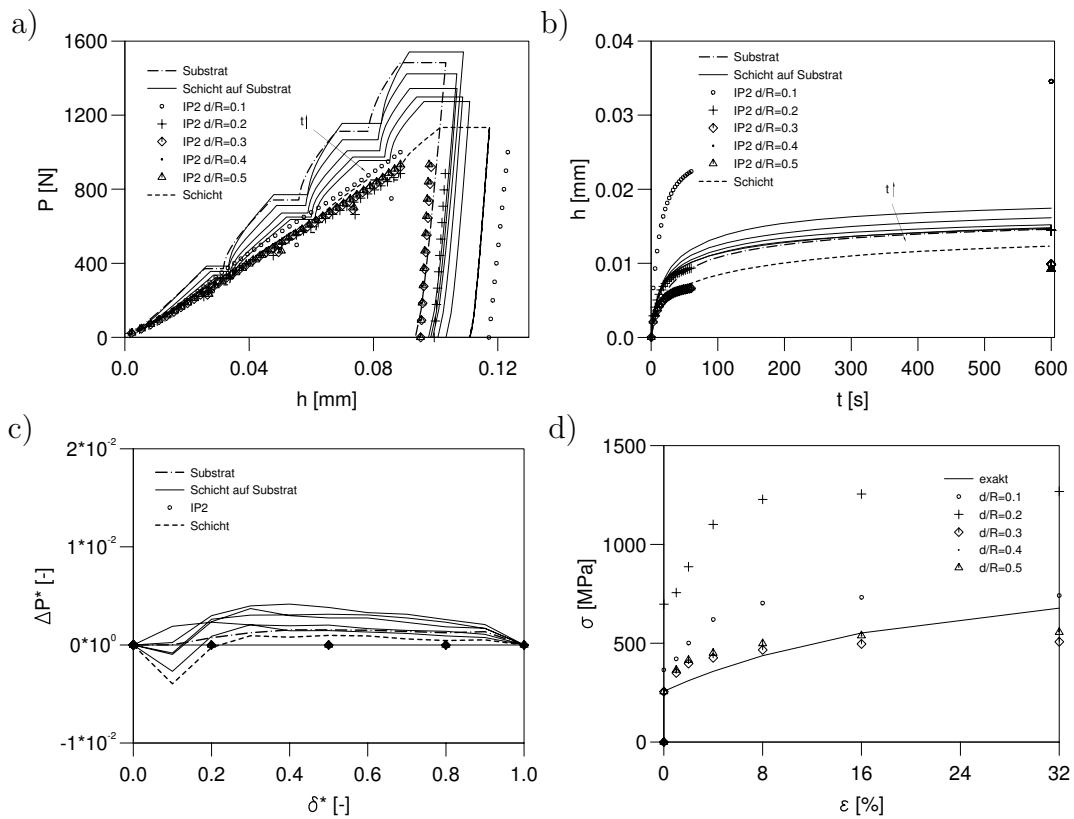 a)
1600
1200
800
400
0
P [N]
Substrat
Schicht auf Substrat
IP2 d/R=0.1
IP2 d/R=0.2
IP2 d/R=0.3
IP2 d/R=0.4
IP2 d/R=0.5
Schicht
t
0.0
0.04
0.08
0.12
h [mm]
b)
0.04
0.03
0.02
0.01
0.0
h [mm]
Substrat
Schicht auf Substrat
IP2 d/R=0.1
IP2 d/R=0.2
IP2 d/R=0.3
IP2 d/R=0.4
IP2 d/R=0.5
Schicht
t↑
0
100
200
300
400
500
600
t [s]
c)
2*10⁻²
1*10⁻²
0*10⁰
-1*10⁻²
ΔP* [-]
Substrat
Schicht auf Substrat
IP2
Schicht
0.0
0.2
0.4
0.6
0.8
1.0
δ* [-]
d)
1500
1000
500
0
σ [MPa]
exakt
d/R=0.1
d/R=0.2
d/R=0.3
d/R=0.4
d/R=0.5
0
8
16
24
32
ε [%]